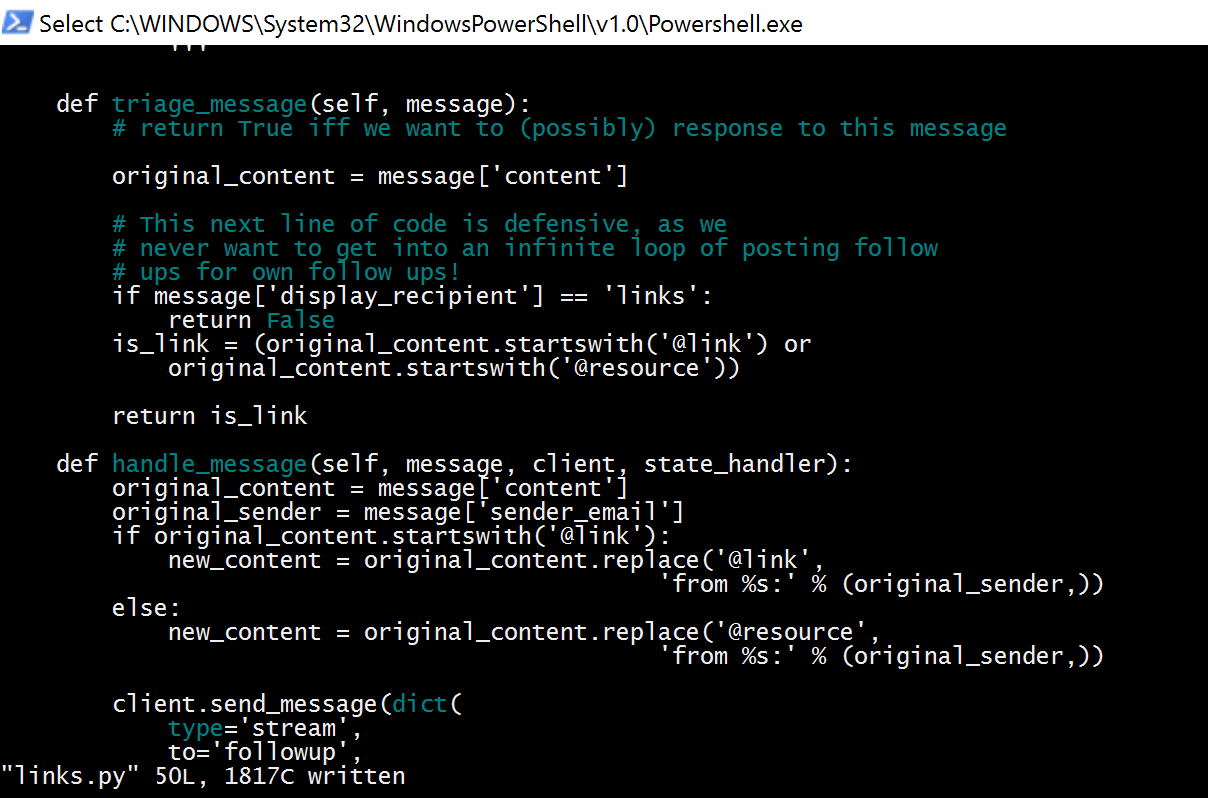 Select C:\WINDOWS\System32\WindowsPowerShell\v1.0\Powershell.exe
'''
def triage_message(self, message):
# return True iff we want to (possibly) response to this message
original_content = message['content']
# This next line of code is defensive, as we
# never want to get into an infinite loop of posting follow
# ups for own follow ups!
if message['display_recipient'] == 'links':
return False
is_link = (original_content.startswith('@link') or
original_content.startswith('@resource'))
return is_link
def handle_message(self, message, client, state_handler):
original_content = message['content']
original_sender = message['sender_email']
if original_content.startswith('@link'):
new_content = original_content.replace('@link',
'from %s:' % (original_sender,))
else:
new_content = original_content.replace('@resource',
'from %s:' % (original_sender,))
client.send_message(dict(
type='stream',
to='followup',
"links.py" 50L, 1817C written